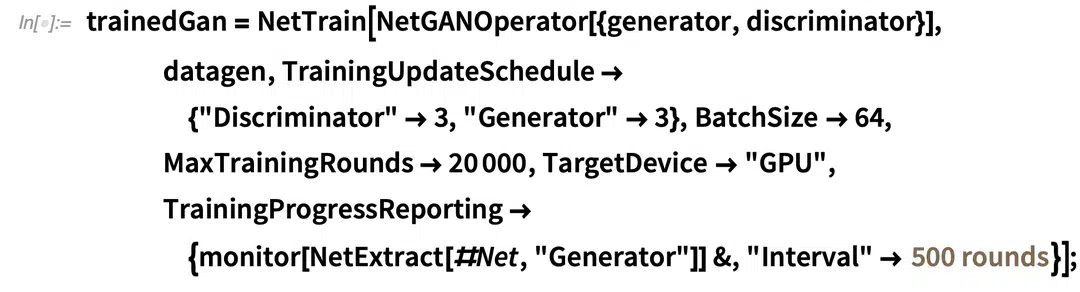 In[•]:= trainedGan = NetTrain[NetGANOperator[{generator, discriminator}],
datagen, TrainingUpdateSchedule →
{"Discriminator" → 3, "Generator" → 3}, BatchSize → 64,
MaxTrainingRounds → 20 000, TargetDevice → "GPU",
TrainingProgressReporting →
{monitor[NetExtract[#Net, "Generator"]] &, "Interval" → 500 rounds}];